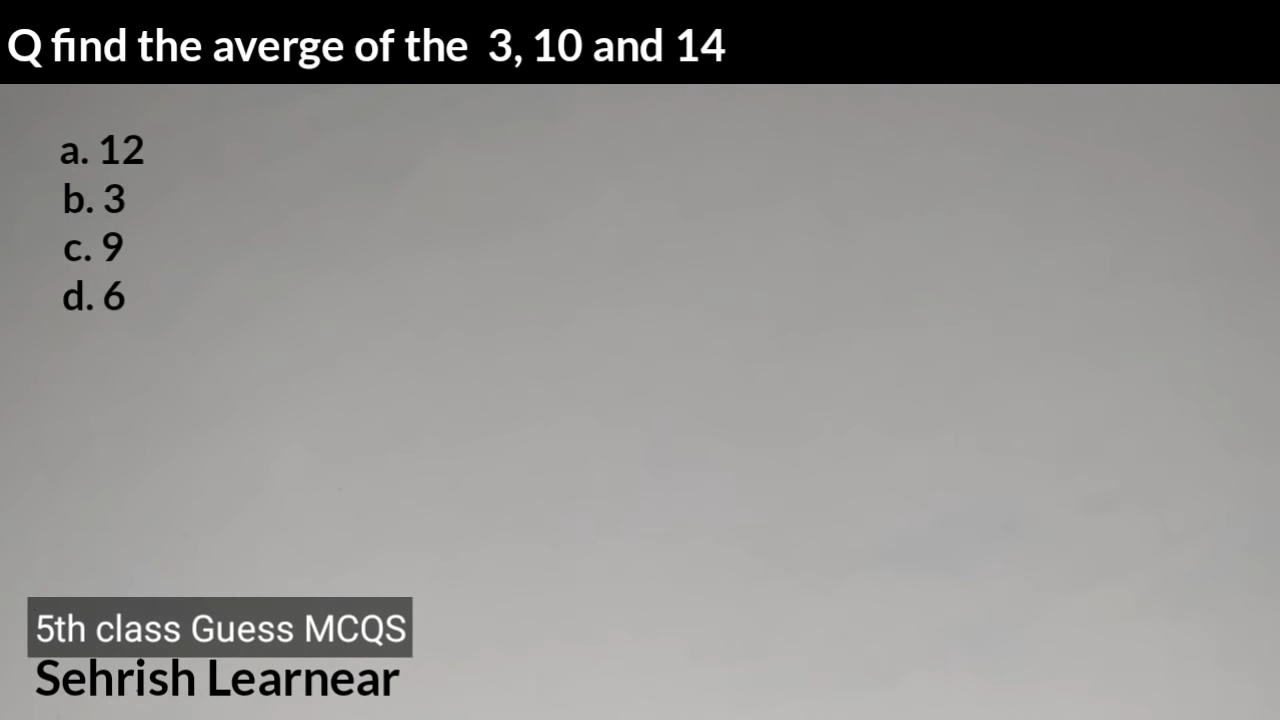 Q find the averge of the 3, 10 and 14
a. 12
b. 3
c. 9
d. 6
5th class Guess MCQS
Sehrish Learnear